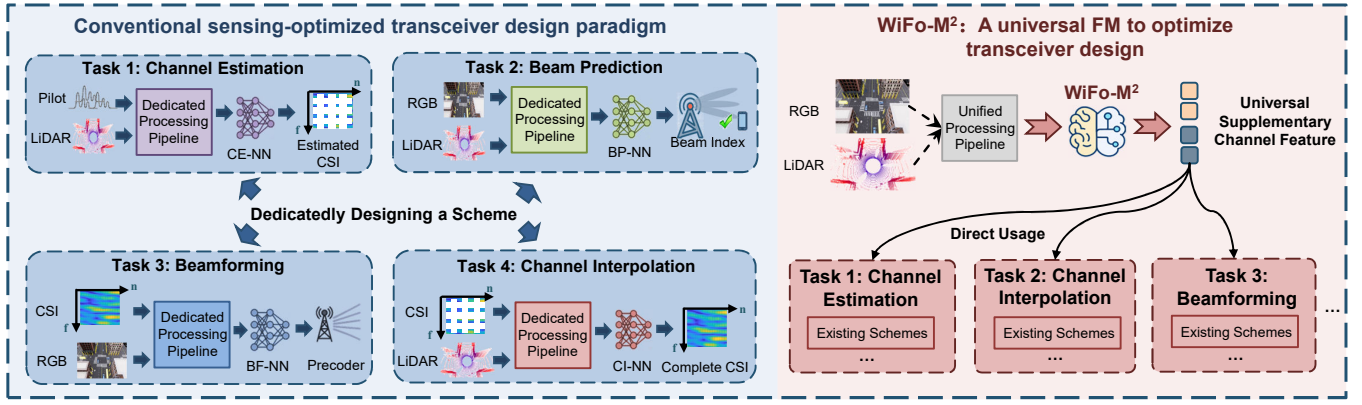 Conventional sensing-optimized transceiver design paradigm
Task 1: Channel Estimation
Pilot
LiDAR
Dedicated
Processing
Pipeline
CE-NN
n
f
Estimated
CSI
Task 2: Beam Prediction
RGB
LiDAR
Dedicated
Processing
Pipeline
BP-NN
Beam Index
Dedicatedly Designing a Scheme
Task 3: Beamforming
CSI
n
f
RGB
Dedicated
Processing
Pipeline
BF-NN
Precoder
Task 4: Channel Interpolation
CSI
n
f
LiDAR
Dedicated
Processing
Pipeline
CI-NN
n
f
Complete CSI
WiFo-M²: A universal FM to optimize
transceiver design
RGB
LiDAR
Unified
Processing
Pipeline
WiFo-M²
Universal
Supplementary
Channel Feature
Direct Usage
Task 1: Channel
Estimation
Existing Schemes
...
Task 2: Channel
Interpolation
Existing Schemes
...
Task 3:
Beamforming
Existing Schemes
...
...